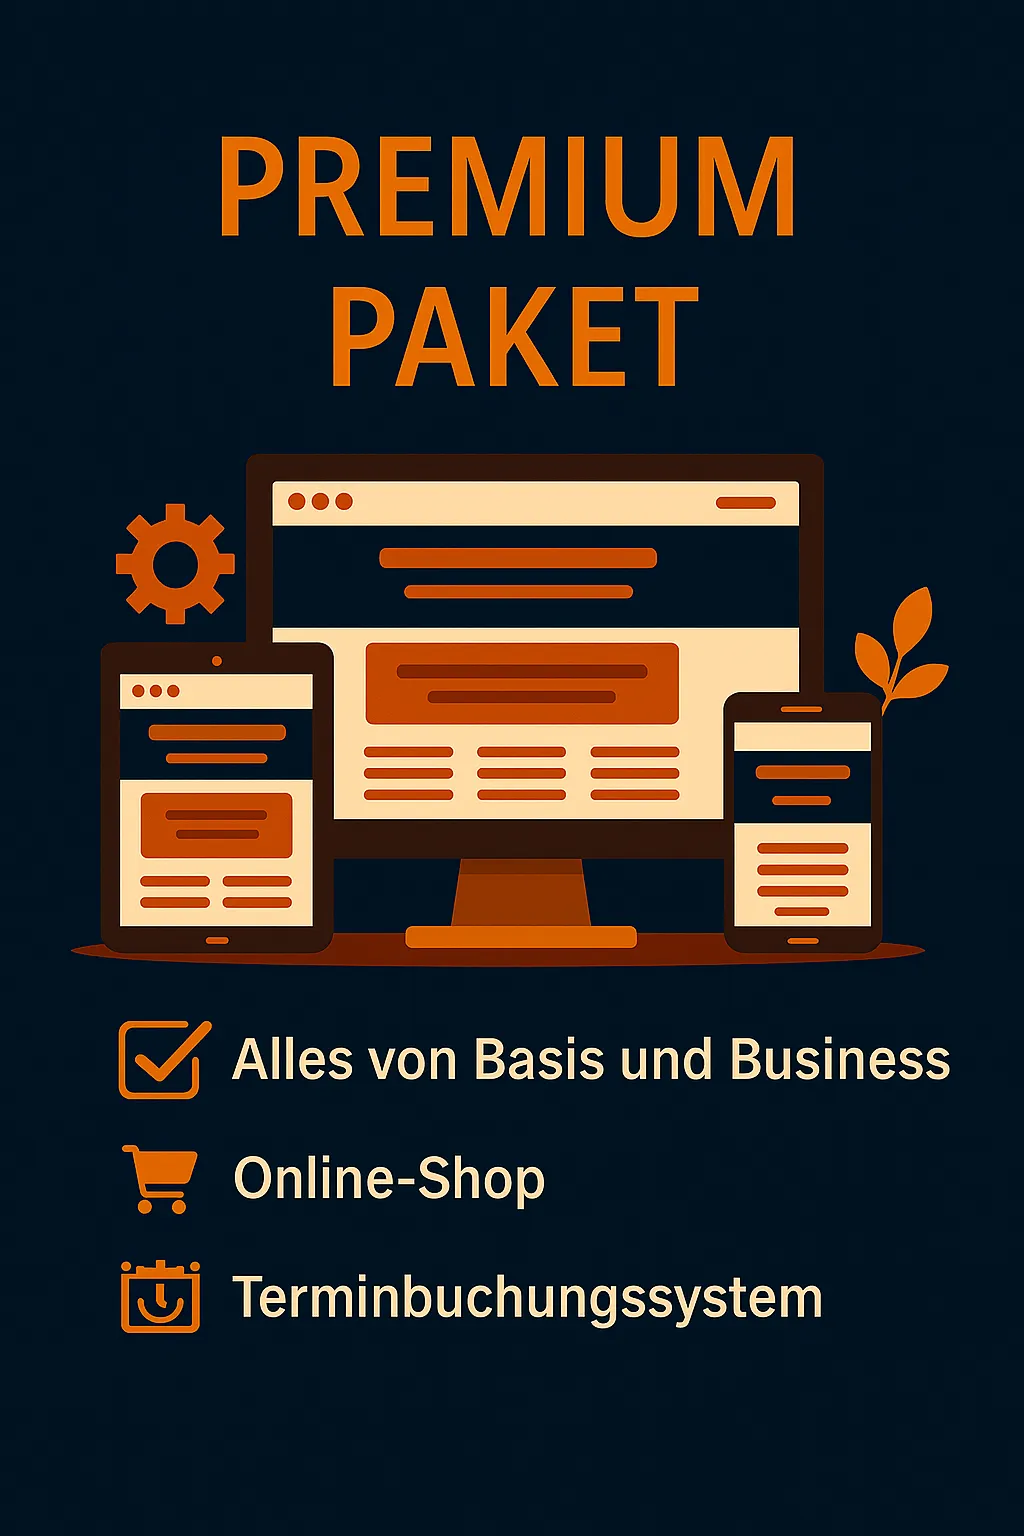 PREMIUM
PAKET
Alles von Basis und Business
Online-Shop
Terminbuchungssystem